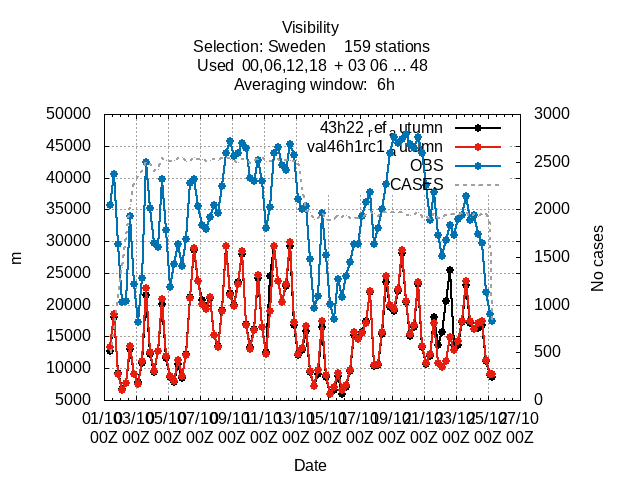 Visibility
Selection: Sweden 159 stations
Used 00,06,12,18 + 03 06 ... 48
Averaging window: 6h
50000 3000
45000 2500
40000
35000 2000
30000 1500
25000
20000 1000
15000 500
10000
5000 0
43h22_ref_autumn
val46h1rc1_autumn
OBS
CASES
m
No cases
01/10 03/10 05/10 07/10 09/10 11/10 13/10 15/10 17/10 19/10 21/10 23/10 25/10 27/10
00Z 00Z 00Z 00Z 00Z 00Z 00Z 00Z 00Z 00Z 00Z 00Z 00Z 00Z
Date